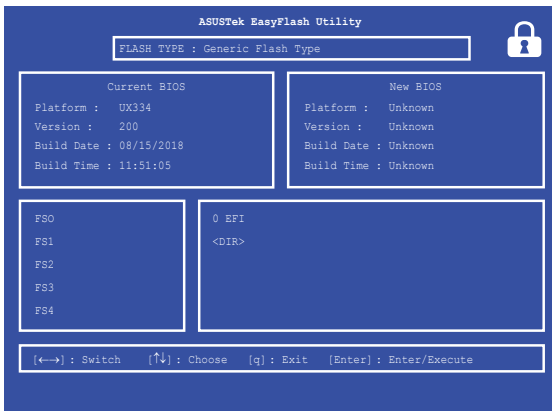 ASUSTek EasyFlash Utility
FLASH TYPE : Generic Flash Type
Current BIOS
Platform : UX334
Version : 200
Build Date : 08/15/2018
Build Time : 11:51:05
New BIOS
Platform : Unknown
Version : Unknown
Build Date : Unknown
Build Time : Unknown
FSO
FS1
FS2
FS3
FS4
0 EFI
<DIR>
[←→] : Switch [↑↓] : Choose [q] : Exit [Enter] : Enter/Execute